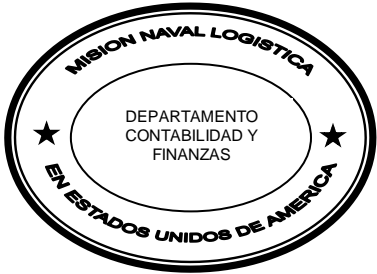 MISION NAVAL LOGISTICA
DEPARTAMENTO
CONTABILIDAD Y
FINANZAS
EN ESTADOS UNIDOS DE AMERICA